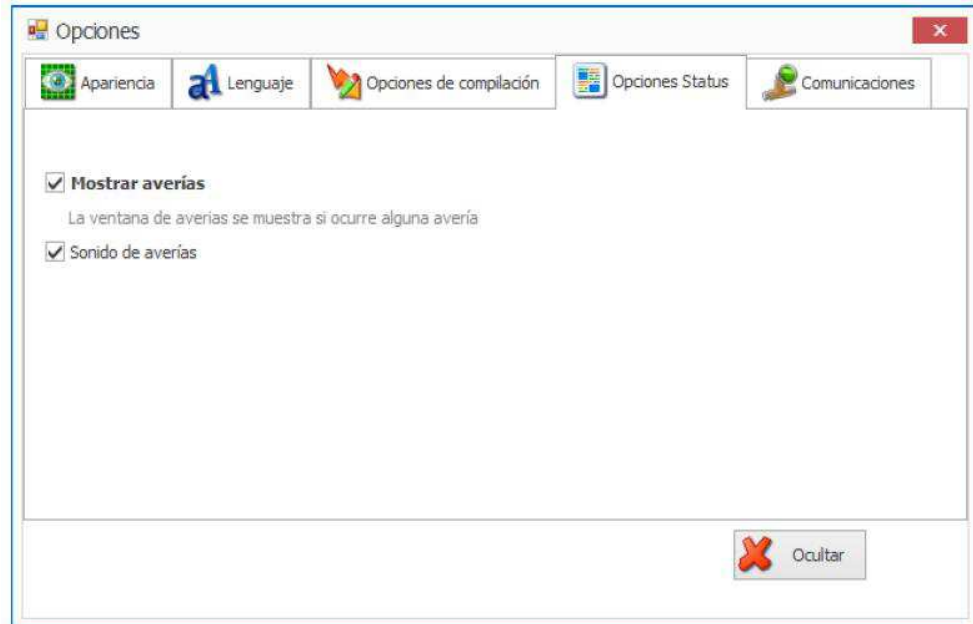 Opciones
Apariencia
Lenguaje
Opciones de compilación
Opciones Status
Comunicaciones
Mostrar averías
La ventana de averias se muestra si ocurre alguna avería
Sonido de averías
Ocultar